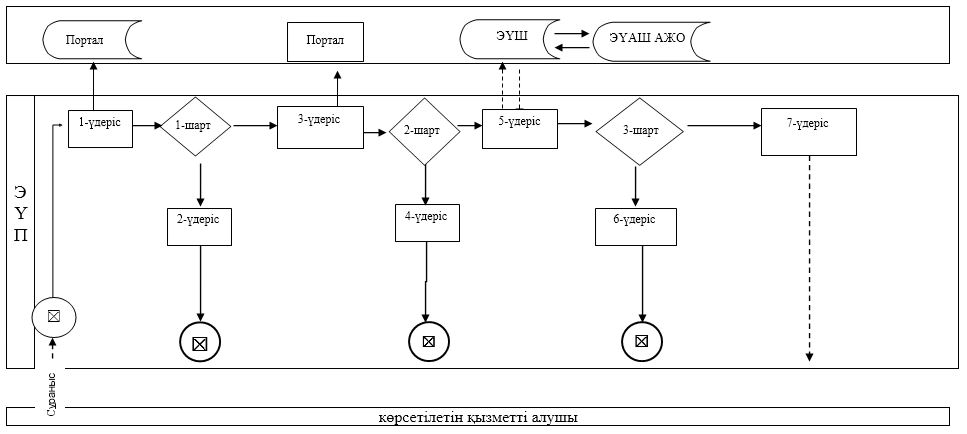 Портал
Портал
ЭҮШ
ЭҮАШ АЖО
1-үдеріс
1-шарт
3-үдеріс
2-шарт
5-үдеріс
3-шарт
7-үдеріс
Э
Ү
П
2-үдеріс
4-үдеріс
6-үдеріс
Сұраныс
көрсетілетін қызметті алушы